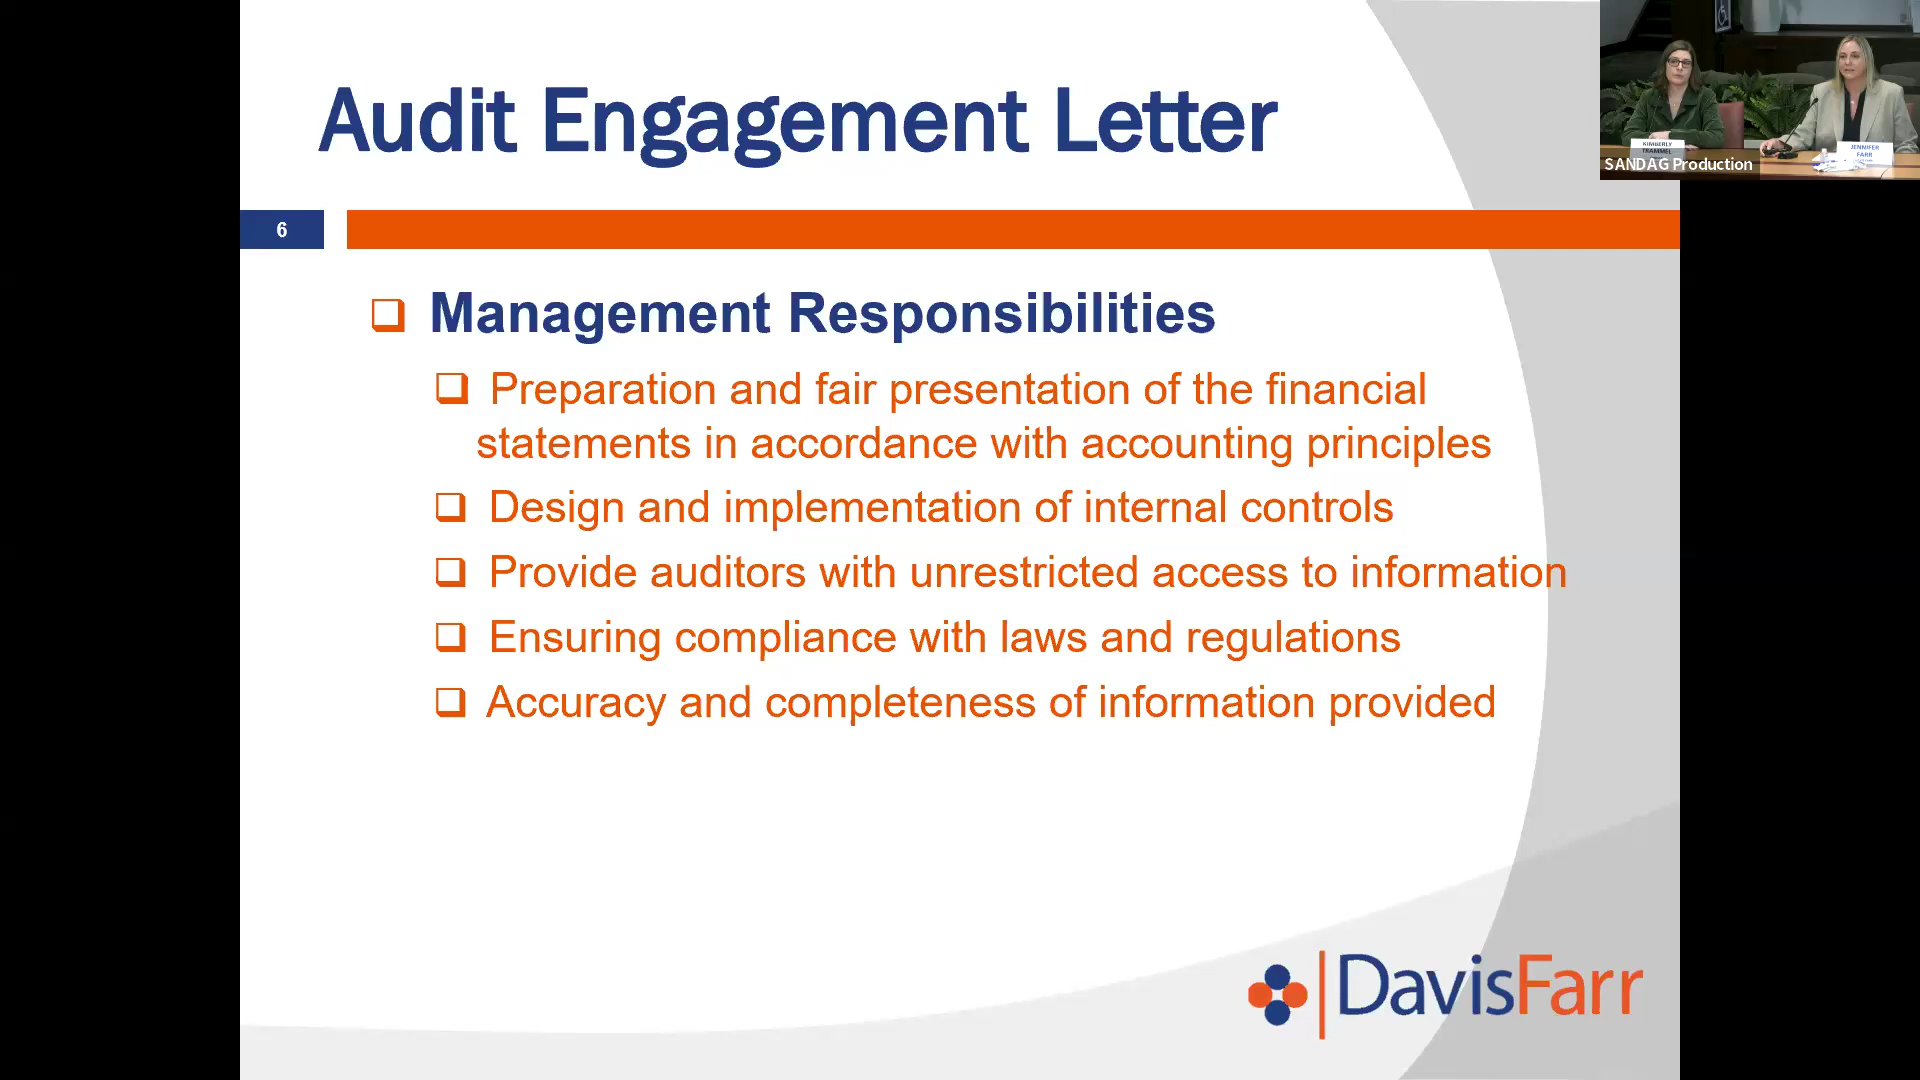 Audit Engagement Letter
KIMBERLY
TRAMMEL
JENNIFER
FARR
SANDAG Production
6
Management Responsibilities
Preparation and fair presentation of the financial
statements in accordance with accounting principles
Design and implementation of internal controls
Provide auditors with unrestricted access to information
Ensuring compliance with laws and regulations
Accuracy and completeness of information provided
DavisFarr